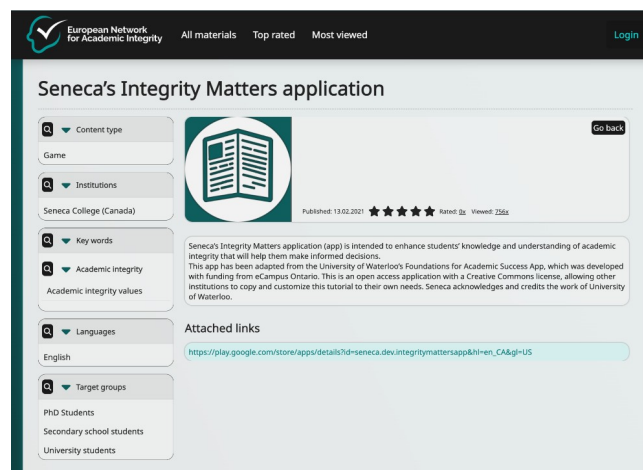 European Network
for Academic Integrity
All materials
Top rated
Most viewed
Login
Seneca's Integrity Matters application
Content type
Game
Institutions
Seneca College (Canada)
Key words
Academic integrity
Academic integrity values
Languages
English
Target groups
PhD Students
Secondary school students
University students
Go back
Published: 13.02.2021
Rated: 0x
Viewed: 756x
Seneca's Integrity Matters application (app) is intended to enhance students' knowledge and understanding of academic
integrity that will help them make informed decisions.
This app has been adapted from the University of Waterloo's Foundations for Academic Success App, which was developed
with funding from eCampus Ontario. This is an open access application with a Creative Commons license, allowing other
institutions to copy and customize this tutorial to their own needs. Seneca acknowledges and credits the work of University
of Waterloo.
Attached links
https://play.google.com/store/apps/details?id=seneca.dev.integritymattersapp&hl=en_CA&gl=US